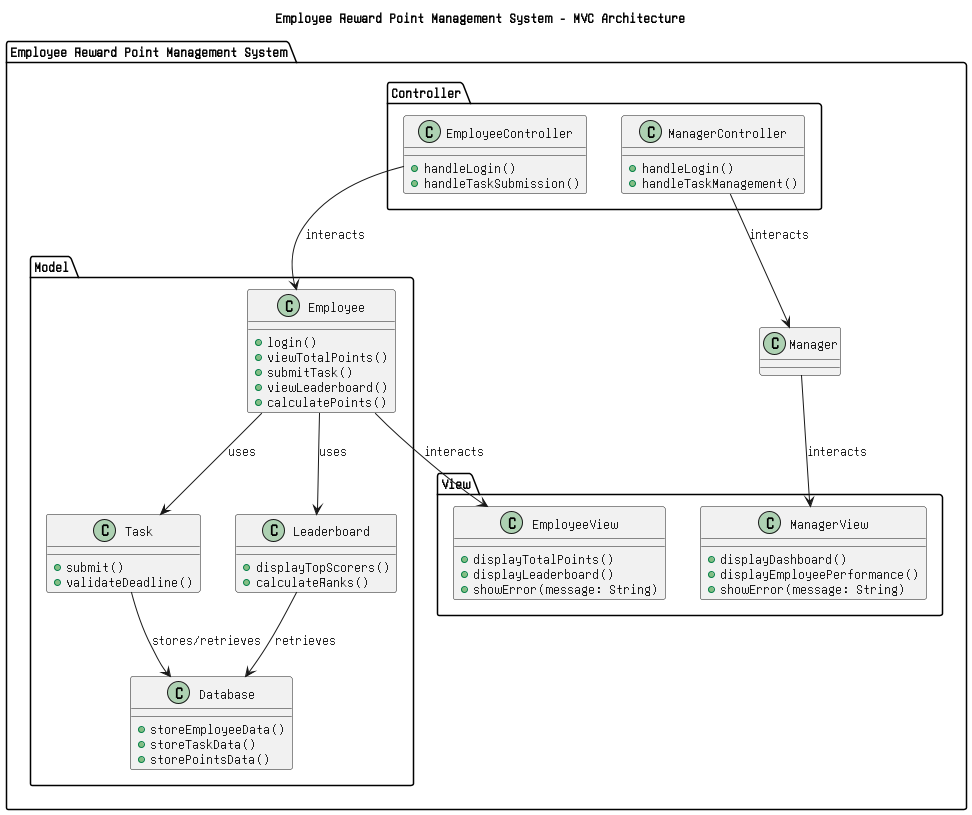 Employee Reward Point Management System - MVC Architecture
Employee Reward Point Management System
Controller
C EmployeeController
handleLogin()
handleTaskSubmission()
C ManagerController
handleLogin()
handleTaskManagement()
interacts
interacts
Model
C Employee
login()
viewTotalPoints()
submitTask()
viewLeaderboard()
calculatePoints()
C Manager
uses
uses
interacts
interacts
View
C Task
submit()
validateDeadline()
C Leaderboard
displayTopScorers()
calculateRanks()
C EmployeeView
displayTotalPoints()
displayLeaderboard()
showError(message: String)
C ManagerView
displayDashboard()
displayEmployeePerformance()
showError(message: String)
stores/retrieves
retrieves
C Database
storeEmployeeData()
storeTaskData()
storePointsData()